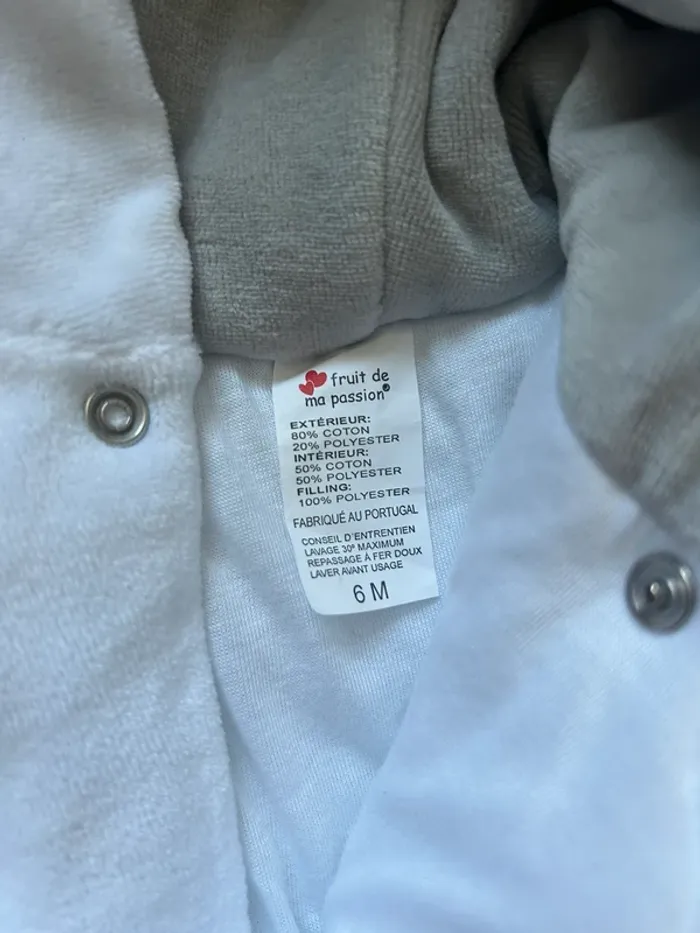 fruit de
ma passion®
EXTÉRIEUR:
80% COTON
20% POLYESTER
INTÉRIEUR:
50% COTON
50% POLYESTER
FILLING:
100% POLYESTER
FABRIQUÉ AU PORTUGAL
CONSEIL D'ENTRETIEN
LAVAGE 30º MAXIMUM
REPASSAGE À FER DOUX
LAVER AVANT USAGE
6 M